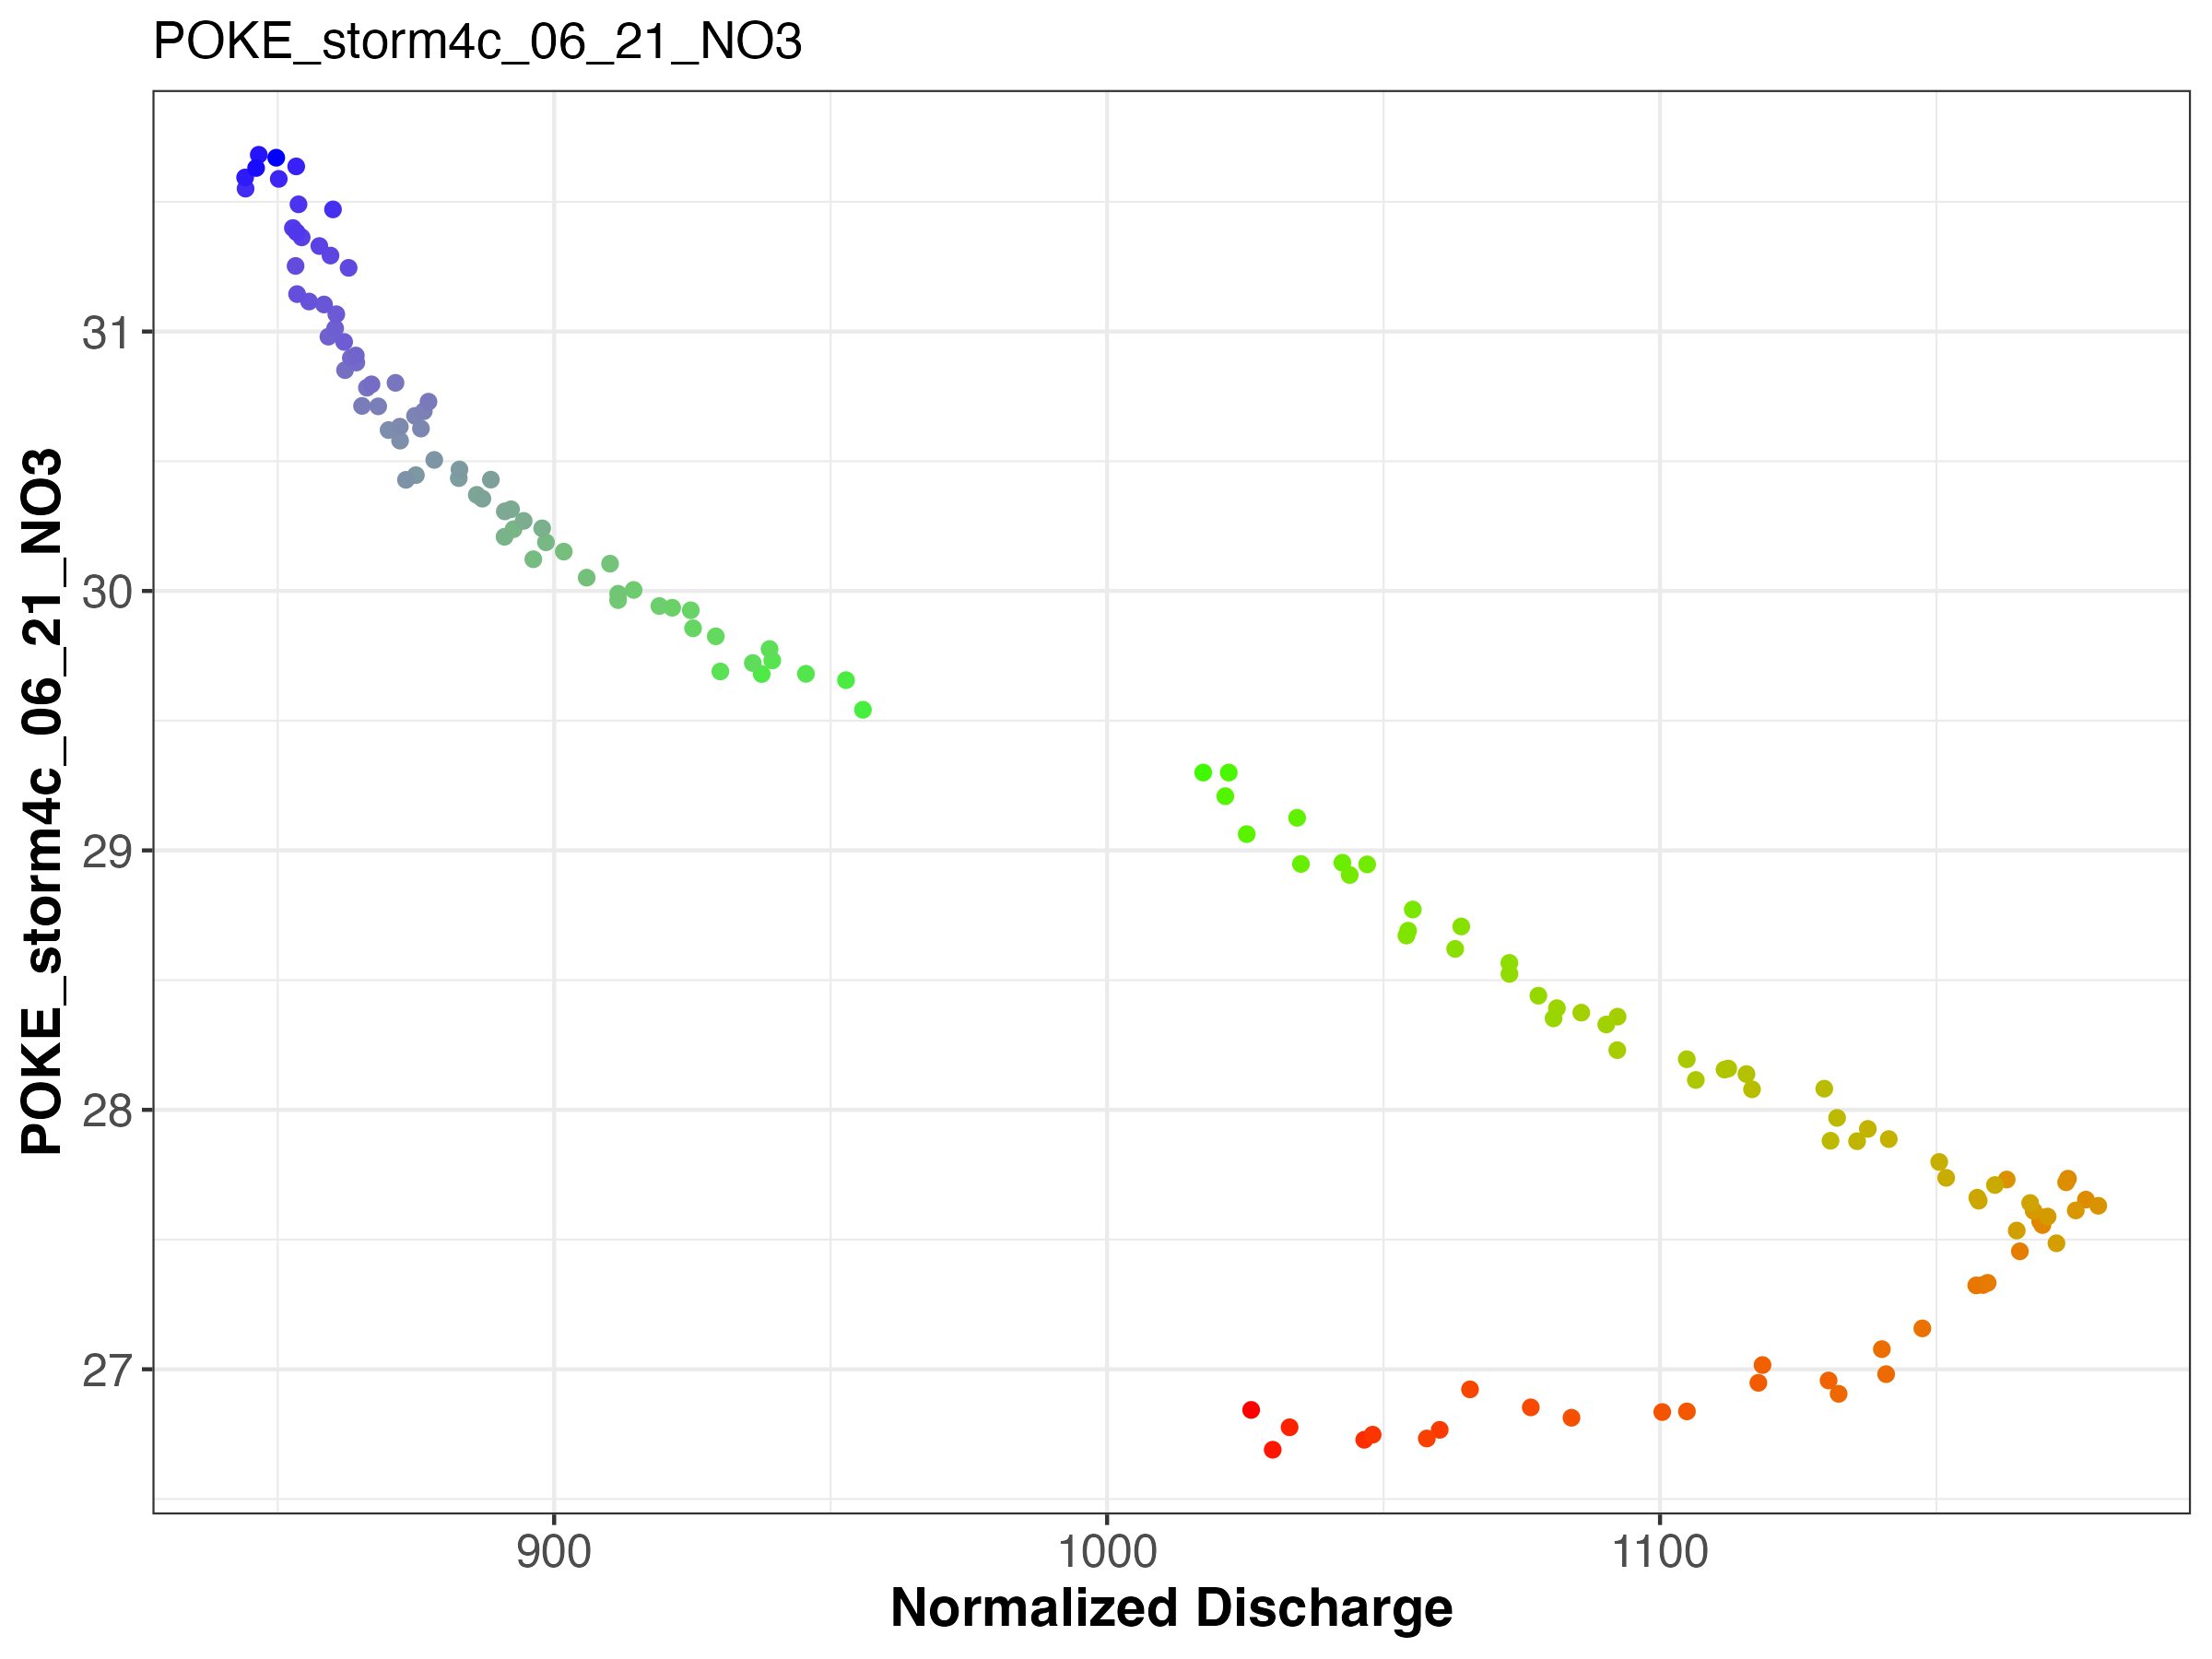 POKE_storm4c_06_21_NO3
POKE_storm4c_06_21_NO3
31
30
29
28
27
900
1000
1100
Normalized Discharge